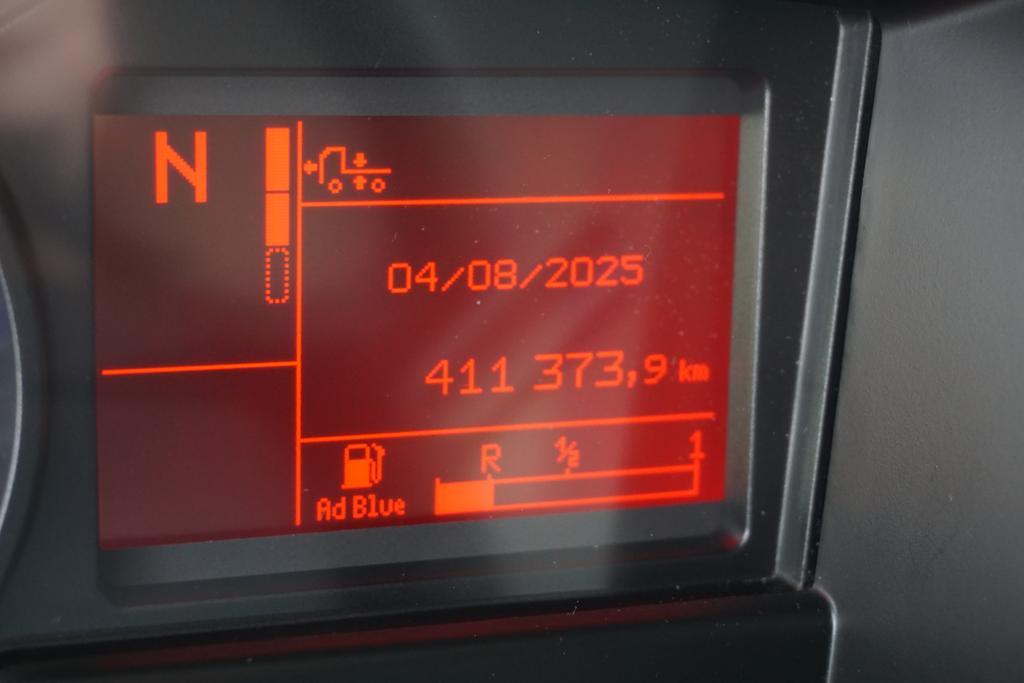 N
04/08/2025
411 373,9 km
R ½ 1
Ad Blue